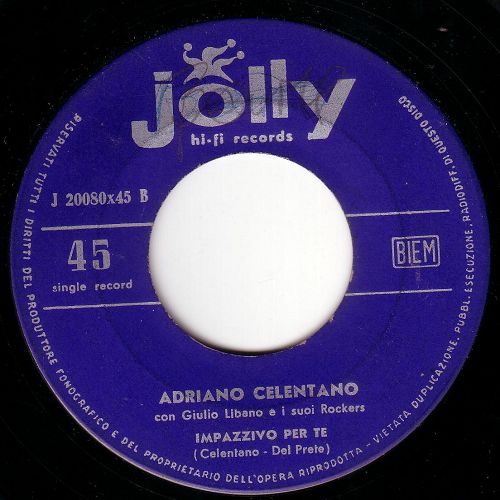 jolly
hi-fi records
J 20080x45 B
45
single record
BIEM
ADRIANO CELENTANO
con Giulio Libano e i suoi Rockers
IMPAZZIVO PER TE
(Celentano - Del Prete)
RISERVATI TUTTI I DIRITTI DEL PRODUTTORE FONOGRAFICO E DEL PROPRIETARIO DELL'OPERA RIPRODOTTA - VIETATA DUPLICAZIONE, PUBBL. ESECUZIONE, RADIODIFF. DI QUESTO DISCO